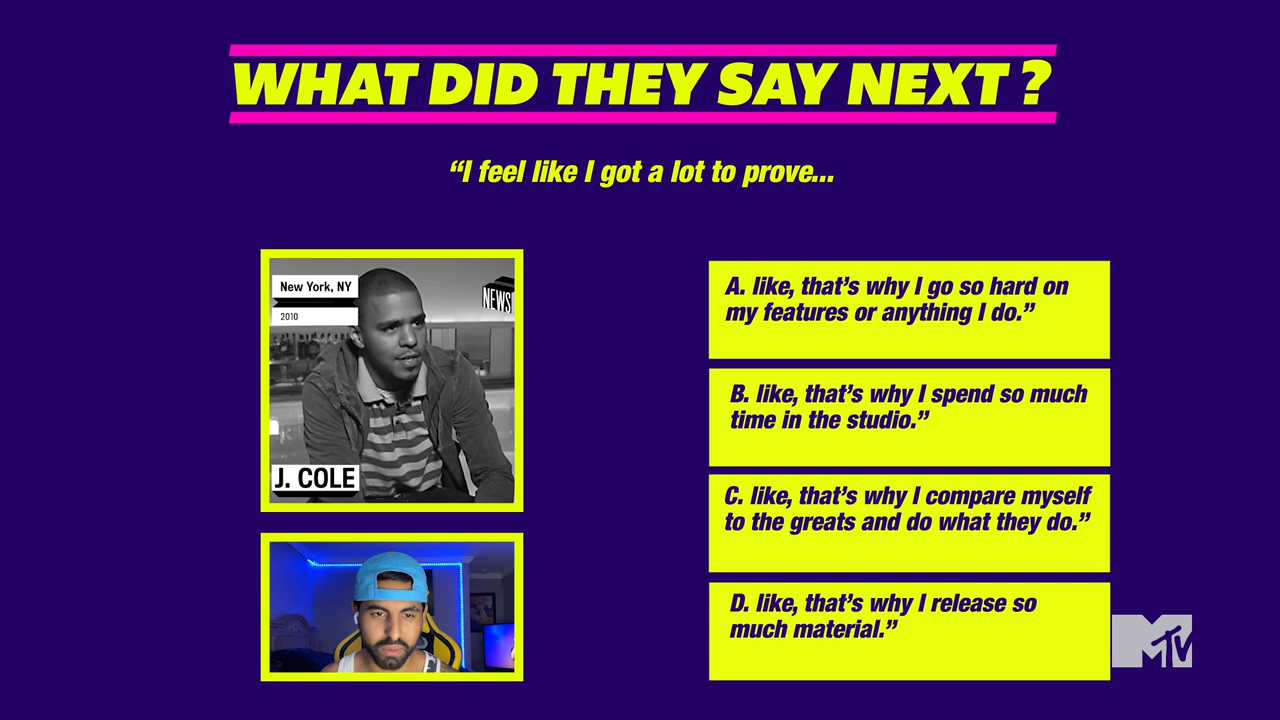 WHAT DID THEY SAY NEXT?
“I feel like I got a lot to prove...
New York, NY
2010
NEWS
J. COLE
A. like, that’s why I go so hard on
my features or anything I do.”
B. like, that’s why I spend so much
time in the studio.”
C. like, that’s why I compare myself
to the greats and do what they do.”
D. like, that’s why I release so
much material.”
MTV